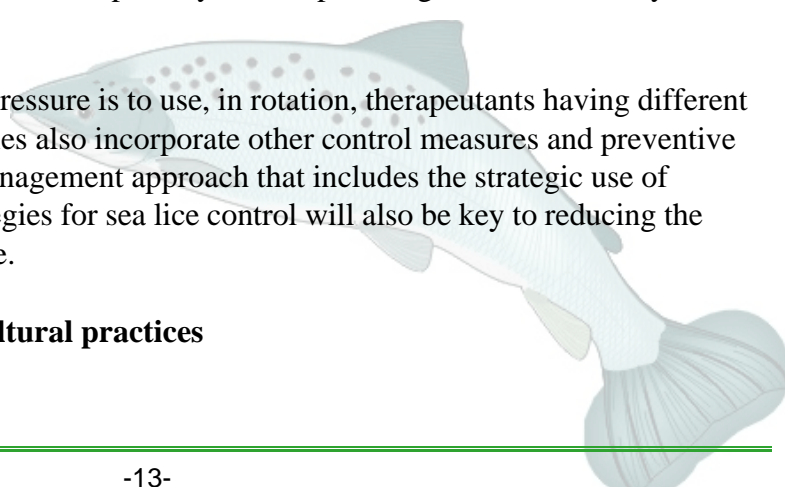 ressure is to use, in rotation, therapeutants having different
es also incorporate other control measures and preventive
nagement approach that includes the strategic use of
egies for sea lice control will also be key to reducing the
e.
ltural practices
-13-